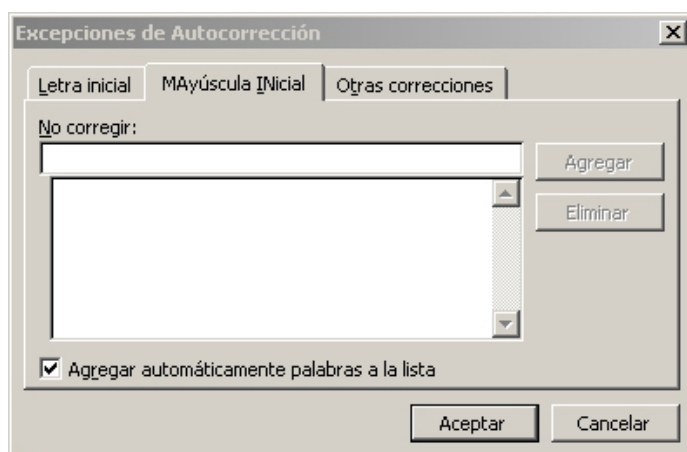 Excepciones de Autocorrección
Letra inicial MAyúscula INicial Otras correcciones
No corregir:
Agregar
Eliminar
Agregar automáticamente palabras a la lista
Aceptar Cancelar